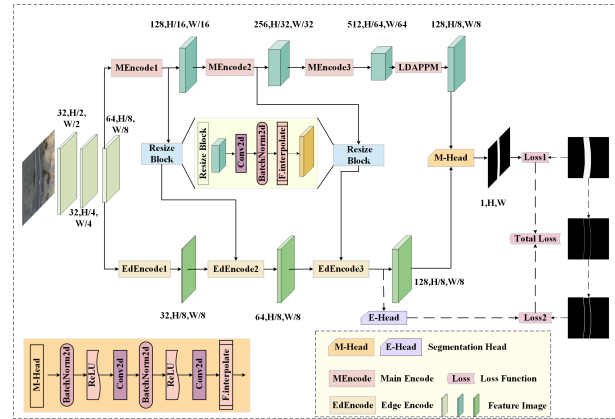 128,H/16,W/16
256,H/32,W/32
512,H/64,W/64
128,H/8,W/8
MEncode1
MEncode2
MEncode3
LDAPPM
32,H/2,
W/2
64,H/8,
W/8
32,H/4,
W/4
Resize
Block
Resize Block
Conv2d
BatchNorm2d
F.interpolate
Resize
Block
M-Head
Loss1
1,H,W
Total Loss
EdEncode1
EdEncode2
EdEncode3
32,H/8,W/8
64,H/8,W/8
128,H/8,W/8
E-Head
Loss2
M-Head
BatchNorm2d
ReLU
Conv2d
BatchNorm2d
ReLU
Conv2d
F.interpolate
M-Head
E-Head
Segmentation Head
MEncode
Main Encode
Loss
Loss Function
EdEncode
Edge Encode
Feature Image